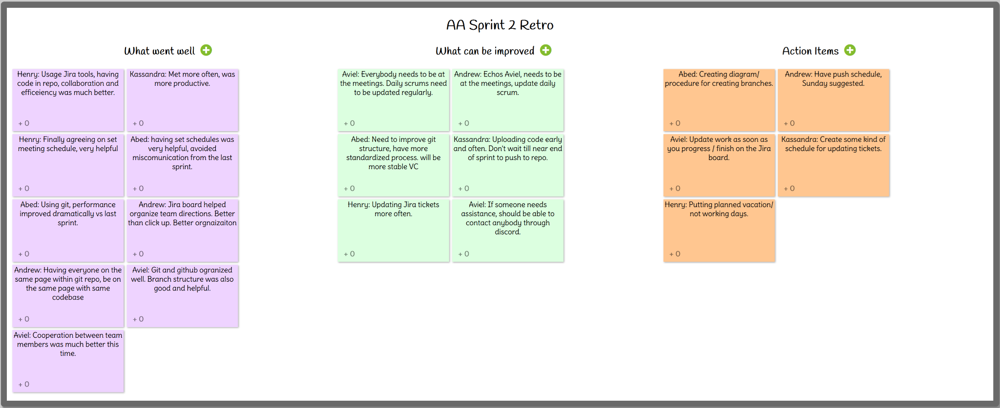 AA Sprint 2 Retro
What went well
Henry: Usage Jira tools, having
code in repo, collaboration and
efficeiency was much better.
+ 0
Kassandra: Met more often, was
more productive.
+ 0
Henry: Finally agreeing on set
meeting schedule, very helpful
+ 0
Abed: having set schedules was
very helpful, avoided
miscomunication from the last
sprint.
+ 0
Abed: Using git, performance
improved dramatically vs last
sprint.
+ 0
Andrew: Jira board helped
organize team directions. Better
than click up. Better orgnaizaiton
+ 0
Andrew: Having everyone on the
same page within git repo, be on
the same page with same
codebase
+ 0
Aviel: Git and github ogranized
well. Branch structure was also
good and helpful.
+ 0
Aviel: Cooperation between team
members was much better this
time.
+ 0
What can be improved
Aviel: Everybody needs to be at
the meetings. Daily scrums need
to be updated regularly.
+ 0
Andrew: Echos Aviel, needs to be
at the meetings, update daily
scrum.
+ 0
Abed: Need to improve git
structure, have more
standardized process. will be
more stable VC
+ 0
Kassandra: Uploading code early
and often. Don't wait till near end
of sprint to push to repo.
+ 0
Henry: Updating Jira tickets
more often.
+ 0
Aviel: If someone needs
assistance, should be able to
contact anybody through
discord.
+ 0
Action Items
Abed: Creating diagram/
procedure for creating branches.
+ 0
Andrew: Have push schedule,
Sunday suggested.
+ 0
Aviel: Update work as soon as
you progress / finish on the Jira
board.
+ 0
Kassandra: Create some kind of
schedule for updating tickets.
+ 0
Henry: Putting planned vacation/
not working days.
+ 0